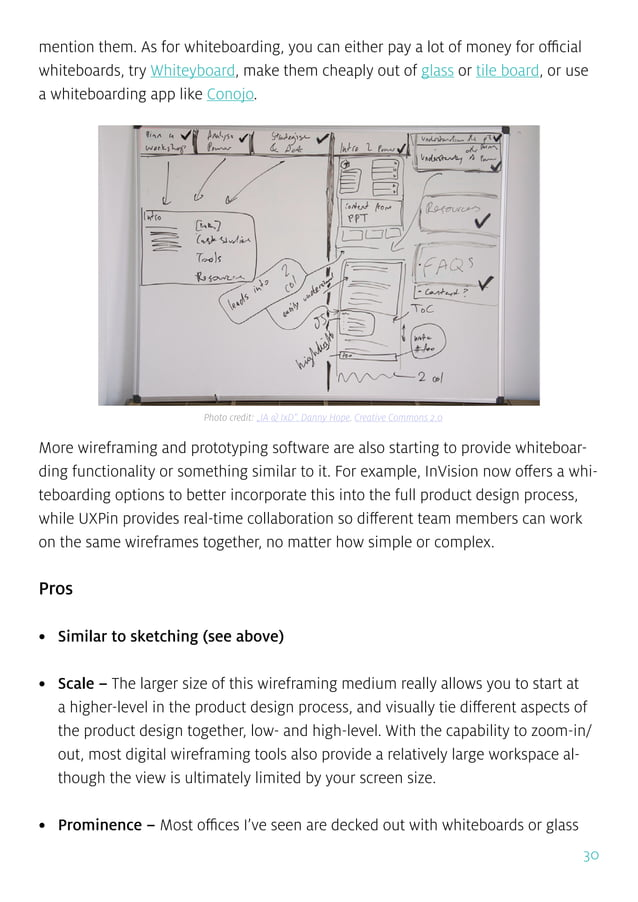 mention them. As for whiteboarding, you can either pay a lot of money for official
whiteboards, try Whiteyboard, make them cheaply out of glass or tile board, or use
a whiteboarding app like Conojo.
Plan a
Workshop
Analyse
Power
Strategise
&
Intro 2 Power
Understanding
Understanding
Intro
Content from
PPT
Resources
Tools
Resources
FAQs
leads into
2
col
easily
- Content?
ToC
JS
highlight
note
2 col
Photo credit: „IA & IxD”. Danny Hope. Creative Commons 2.0
More wireframing and prototyping software are also starting to provide whiteboar-
ding functionality or something similar to it. For example, InVision now offers a whi-
teboarding options to better incorporate this into the full product design process,
while UXPin provides real-time collaboration so different team members can work
on the same wireframes together, no matter how simple or complex.
Pros
• Similar to sketching (see above)
• Scale – The larger size of this wireframing medium really allows you to start at
a higher-level in the product design process, and visually tie different aspects of
the product design together, low- and high-level. With the capability to zoom-in/
out, most digital wireframing tools also provide a relatively large workspace al-
though the view is ultimately limited by your screen size.
• Prominence – Most offices I’ve seen are decked out with whiteboards or glass
30